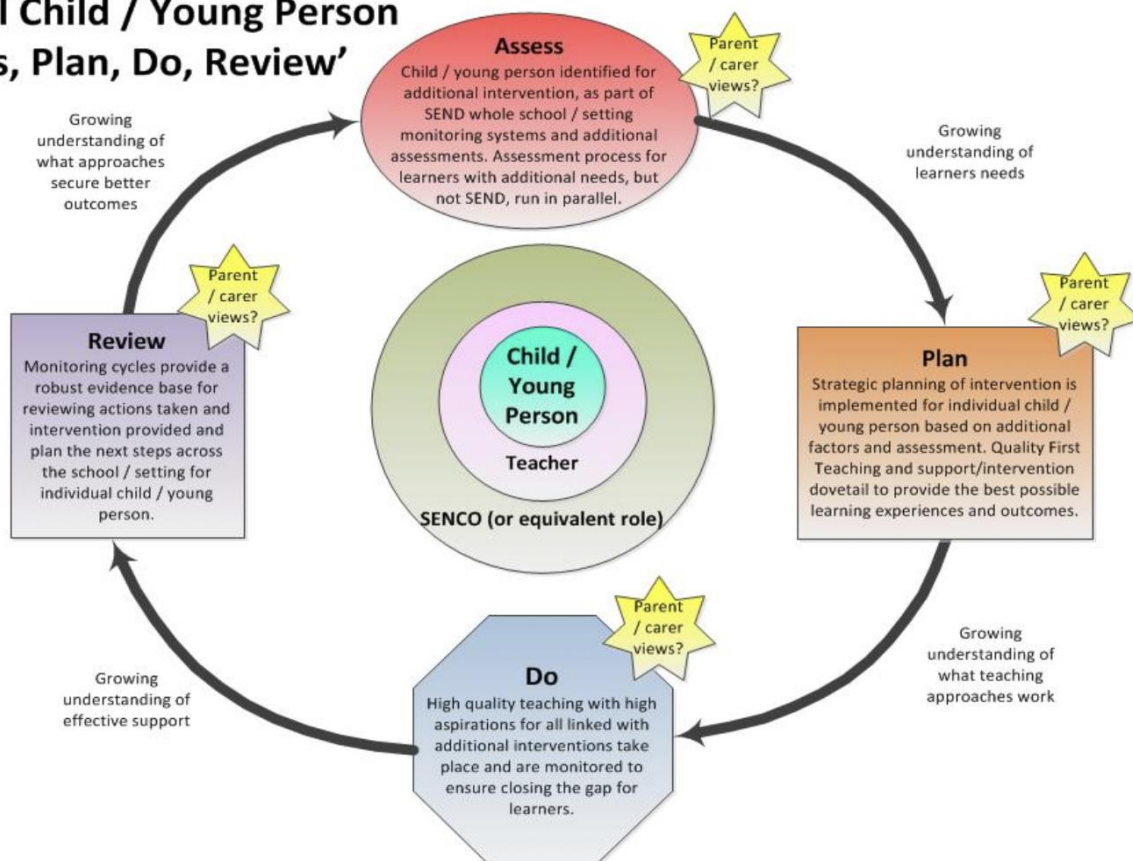 l Child / Young Person
s, Plan, Do, Review’
Assess
Child / young person identified for
additional intervention, as part of
SEND whole school / setting
monitoring systems and additional
assessments. Assessment process for
learners with additional needs, but
not SEND, run in parallel.
Parent
/ carer
views?
Growing
understanding of
what approaches
secure better
outcomes
Growing
understanding of
learners needs
Parent
/ carer
views?
Review
Monitoring cycles provide a
robust evidence base for
reviewing actions taken and
intervention provided and
plan the next steps across
the school / setting for
individual child / young
person.
Child /
Young
Person
Teacher
SENCO (or equivalent role)
Parent
/ carer
views?
Plan
Strategic planning of intervention is
implemented for individual child /
young person based on additional
factors and assessment. Quality First
Teaching and support/intervention
dovetail to provide the best possible
learning experiences and outcomes.
Parent
/ carer
views?
Do
High quality teaching with high
aspirations for all linked with
additional interventions take
place and are monitored to
ensure closing the gap for
learners.
Growing
understanding of
effective support
Growing
understanding of
what teaching
approaches work